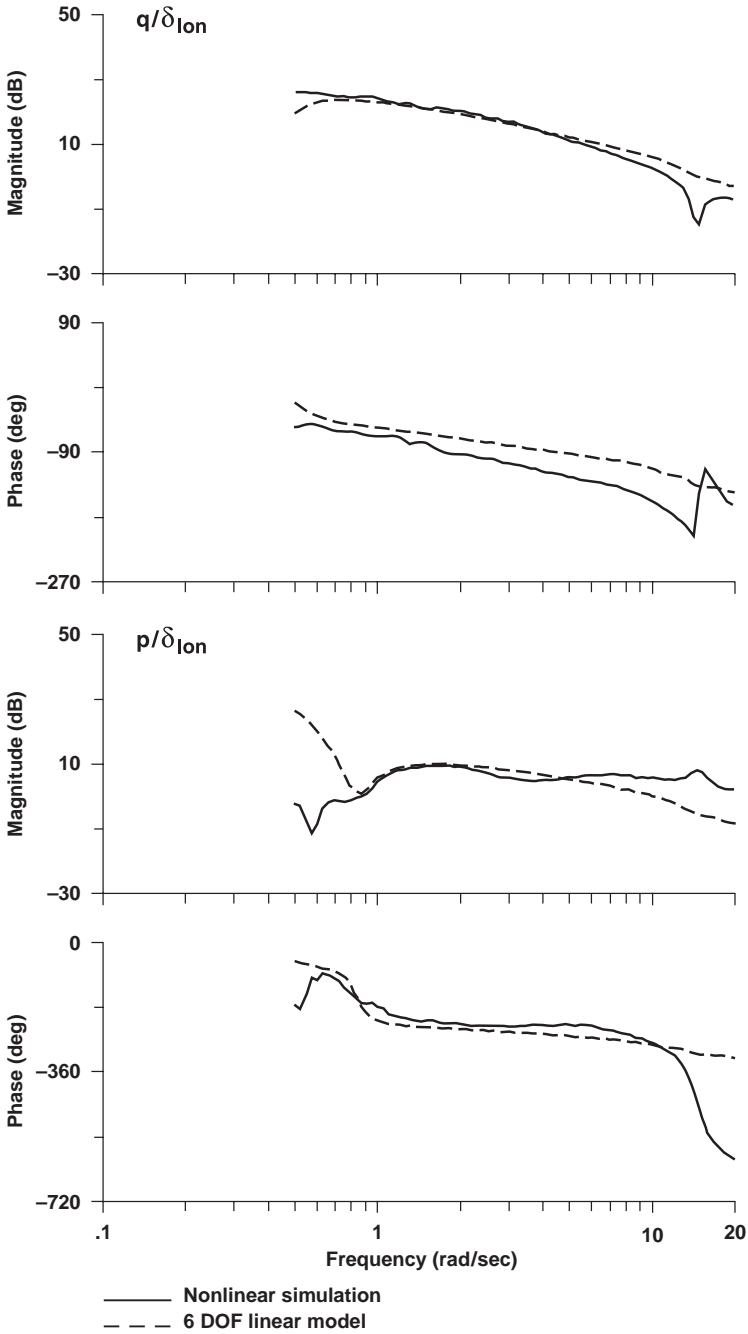 q/δlon
50
10
–30
Magnitude (dB)
90
–90
–270
Phase (deg)
p/δlon
50
10
–30
Magnitude (dB)
0
–360
–720
Phase (deg)
.1
1
10
20
Frequency (rad/sec)
Nonlinear simulation
6 DOF linear model